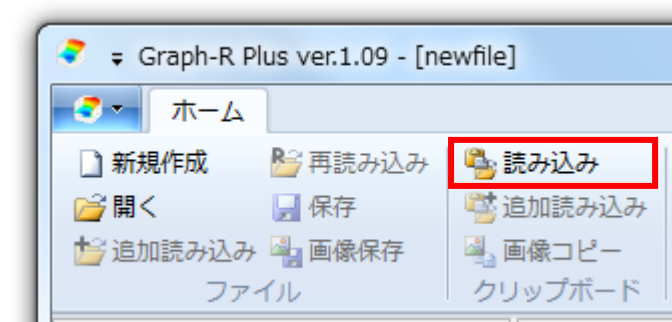 Graph-R Plus ver.1.09 - [newfile]
ホーム
新規作成 再読み込み 読み込み
開く 保存 追加読み込み
追加読み込み 画像保存 画像コピー
ファイル クリップボード